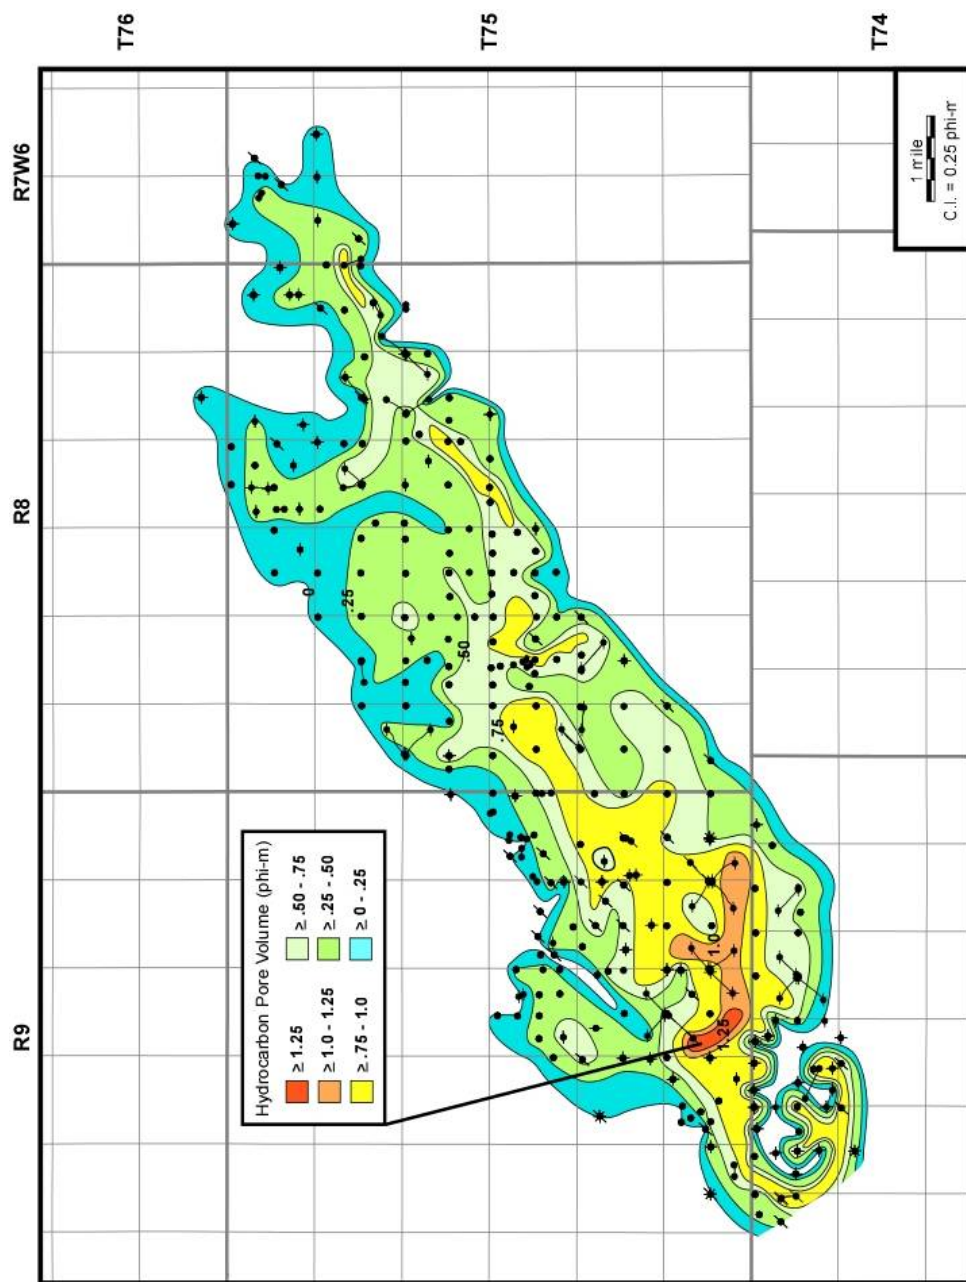 T76
T75
T74
R7W6
R8
R9
1 mile
C.I. = 0.25 phi-m
0
.25
.50
.75
1.0
1.25
Hydrocarbon Pore Volume (phi-m)
≥ 1.25
≥ 1.0 - 1.25
≥ .75 - 1.0
≥ .50 - .75
≥ .25 - .50
≥ 0 - .25